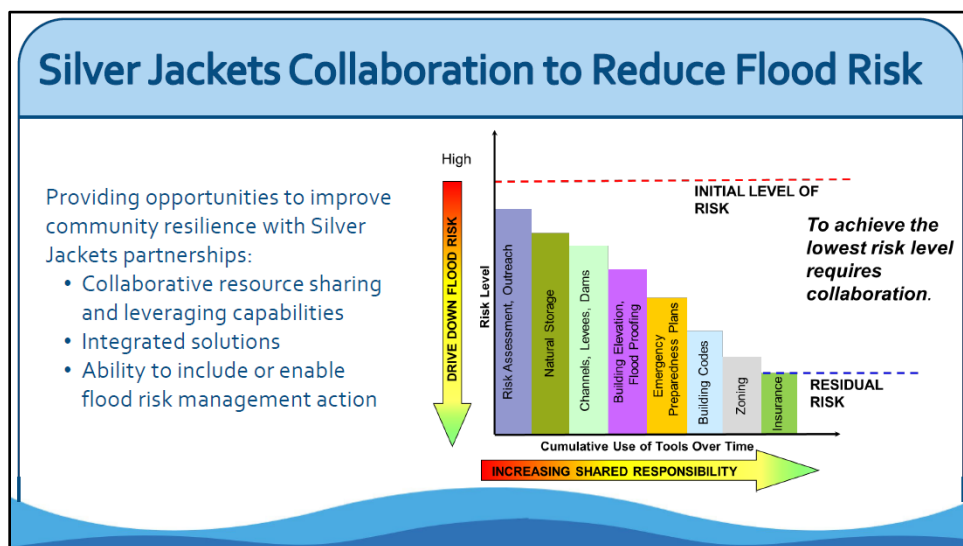 Silver Jackets Collaboration to Reduce Flood Risk
Providing opportunities to improve
community resilience with Silver
Jackets partnerships:
• Collaborative resource sharing
and leveraging capabilities
• Integrated solutions
• Ability to include or enable
flood risk management action
High
DRIVE DOWN FLOOD RISK
Risk Level
INITIAL LEVEL OF
RISK
To achieve the
lowest risk level
requires
collaboration.
Risk Assessment, Outreach
Natural Storage
Channels, Levees, Dams
Building Elevation,
Flood Proofing
Emergency
Preparedness Plans
Building Codes
Zoning
Insurance
RESIDUAL
RISK
Cumulative Use of Tools Over Time
INCREASING SHARED RESPONSIBILITY